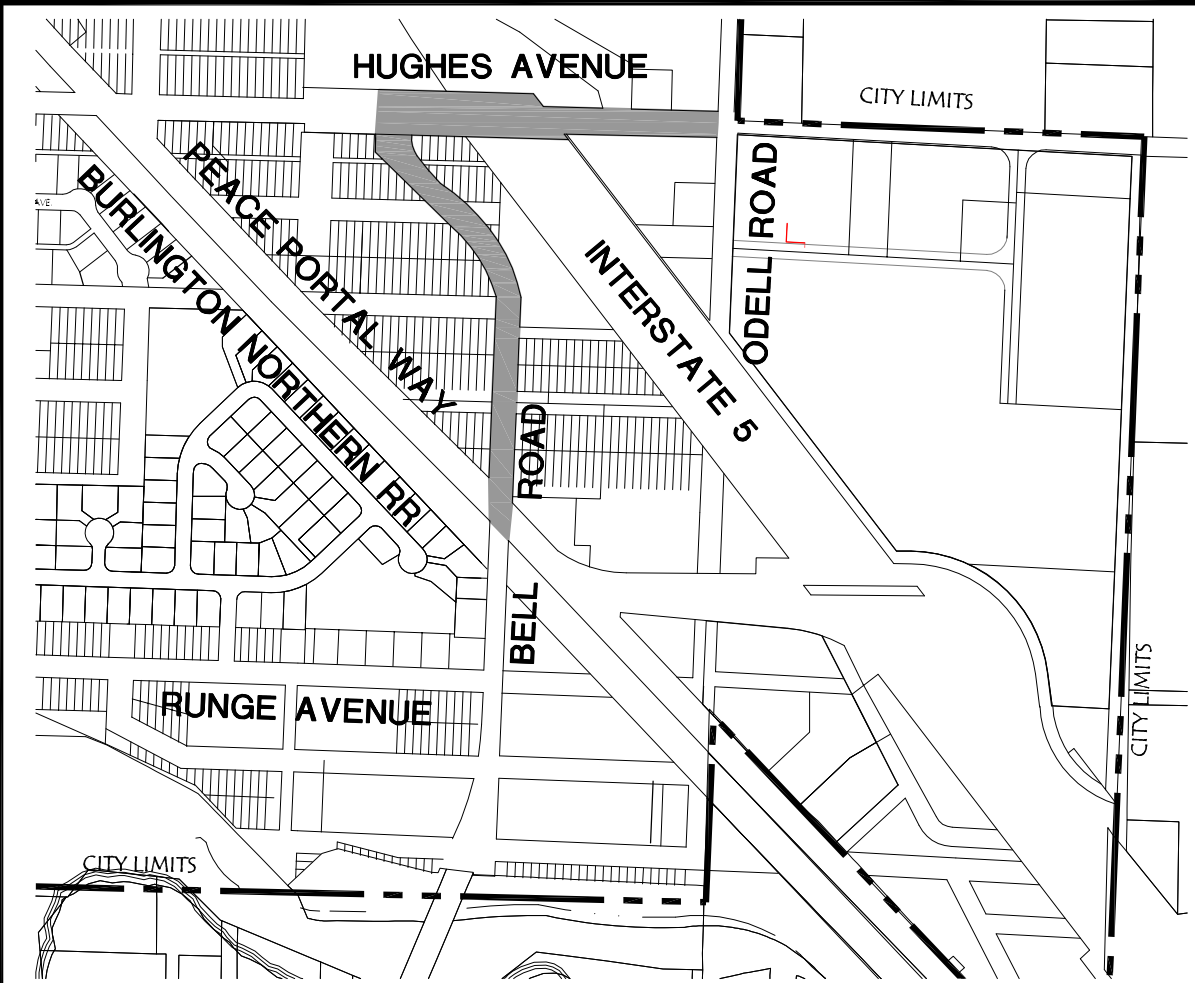 HUGHES AVENUE
CITY LIMITS
PEACE PORTAL WAY
BURLINGTON NORTHERN RR
AVE.
ODELL ROAD
INTERSTATE 5
BELL ROAD
CITY LIMITS
RUNGE AVENUE
CITY LIMITS